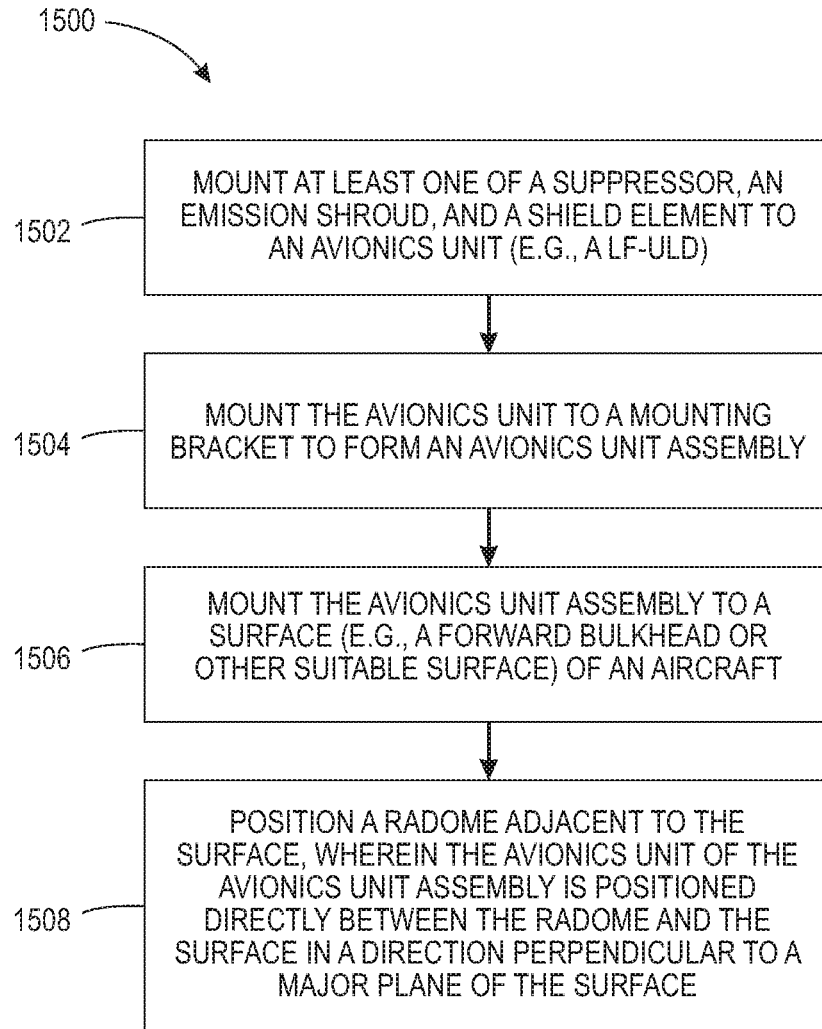 1500
1502
MOUNT AT LEAST ONE OF A SUPPRESSOR, AN
EMISSION SHROUD, AND A SHIELD ELEMENT TO
AN AVIONICS UNIT (E.G., A LF-ULD)
1504
MOUNT THE AVIONICS UNIT TO A MOUNTING
BRACKET TO FORM AN AVIONICS UNIT ASSEMBLY
1506
MOUNT THE AVIONICS UNIT ASSEMBLY TO A
SURFACE (E.G., A FORWARD BULKHEAD OR
OTHER SUITABLE SURFACE) OF AN AIRCRAFT
1508
POSITION A RADOME ADJACENT TO THE
SURFACE, WHEREIN THE AVIONICS UNIT OF THE
AVIONICS UNIT ASSEMBLY IS POSITIONED
DIRECTLY BETWEEN THE RADOME AND THE
SURFACE IN A DIRECTION PERPENDICULAR TO A
MAJOR PLANE OF THE SURFACE